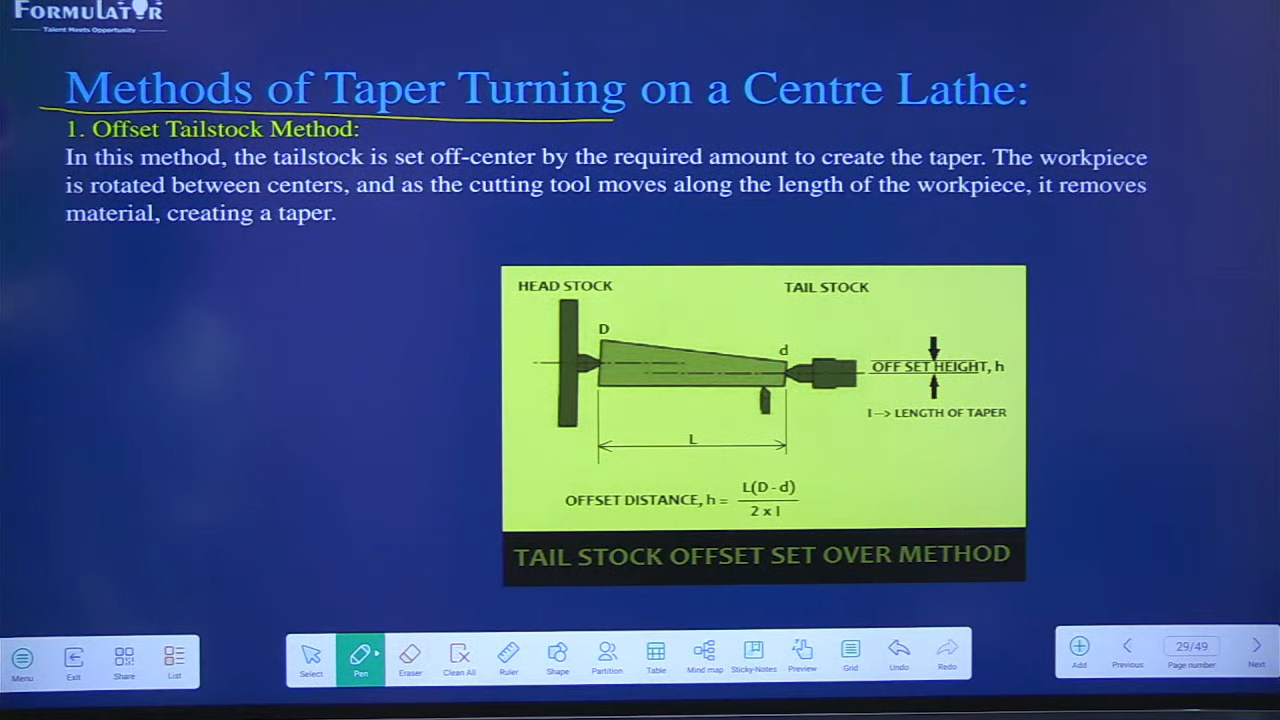 FORMULATOR
Talent Meets Opportunity
Methods of Taper Turning on a Centre Lathe:
1. Offset Tailstock Method:
In this method, the tailstock is set off-center by the required amount to create the taper. The workpiece
is rotated between centers, and as the cutting tool moves along the length of the workpiece, it removes
material, creating a taper.
HEAD STOCK
TAIL STOCK
D
d
OFF SET HEIGHT, h
l --> LENGTH OF TAPER
L
OFFSET DISTANCE, h = L(D - d)
2 x l
TAIL STOCK OFFSET SET OVER METHOD
Menu
Exit
Share
List
Select
Pen
Eraser
Clean All
Ruler
Shape
Partition
Table
Mind map
Sticky-Notes
Preview
Grid
Undo
Redo
Add
Previous
29/49
Page number
Next